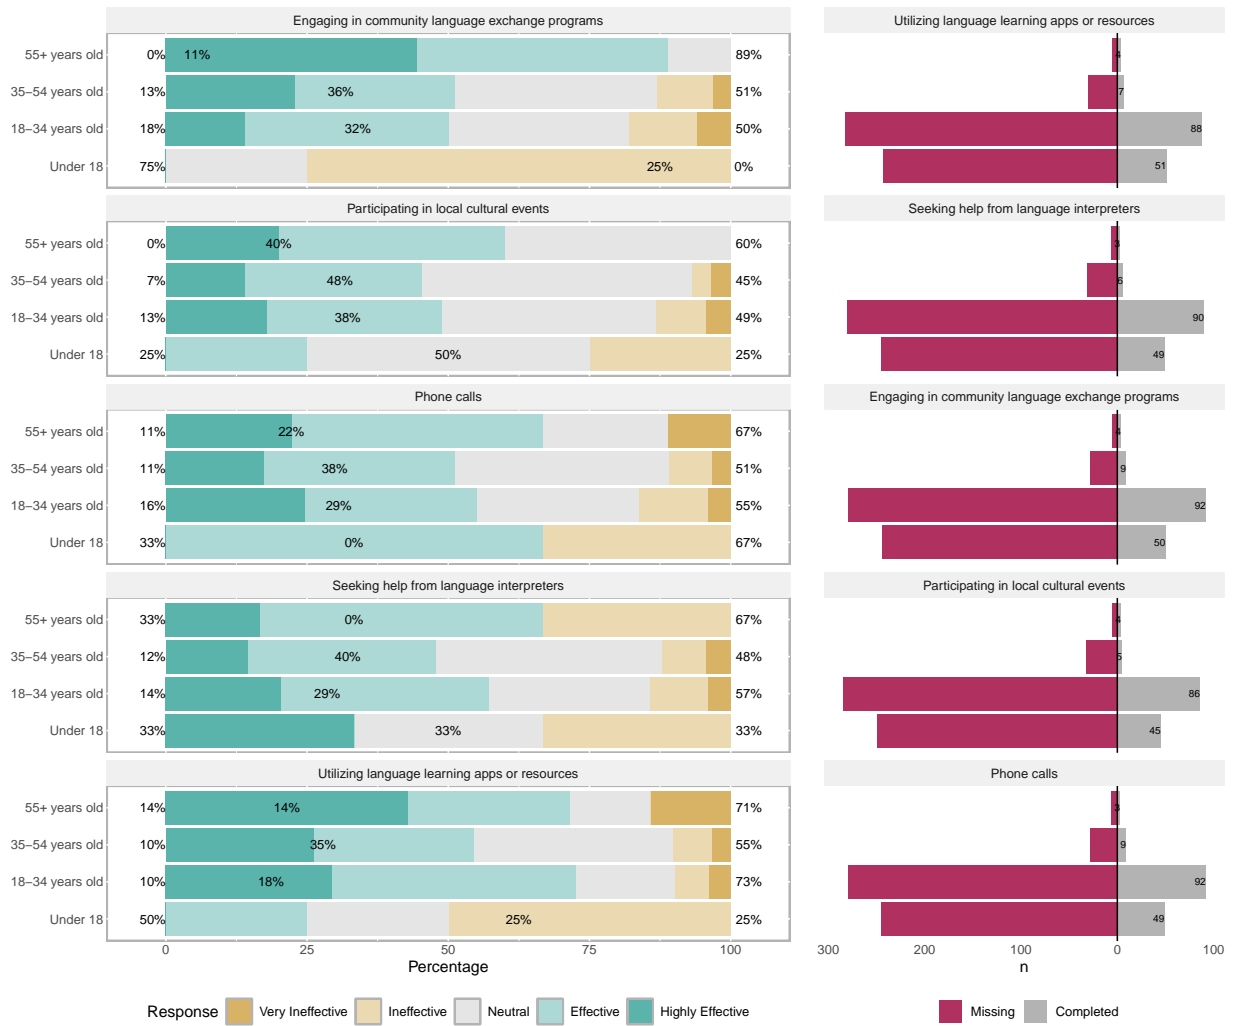 Engaging in community language exchange programs
55+ years old 0% 11% 89%
35–54 years old 13% 36% 51%
18–34 years old 18% 32% 50%
Under 18 75% 25% 0%
Participating in local cultural events
55+ years old 0% 40% 60%
35–54 years old 7% 48% 45%
18–34 years old 13% 38% 49%
Under 18 25% 50% 25%
Phone calls
55+ years old 11% 22% 67%
35–54 years old 11% 38% 51%
18–34 years old 16% 29% 55%
Under 18 33% 0% 67%
Seeking help from language interpreters
55+ years old 33% 0% 67%
35–54 years old 12% 40% 48%
18–34 years old 14% 29% 57%
Under 18 33% 33% 33%
Utilizing language learning apps or resources
55+ years old 14% 14% 71%
35–54 years old 10% 35% 55%
18–34 years old 10% 18% 73%
Under 18 50% 25% 25%
0 25 50 75 100
Percentage
Response Very Ineffective Ineffective Neutral Effective Highly Effective
Utilizing language learning apps or resources
4
7
88
51
Seeking help from language interpreters
3
6
90
49
Engaging in community language exchange programs
4
9
92
50
Participating in local cultural events
4
5
86
45
Phone calls
3
9
92
49
300 200 100 0 100
n
Missing Completed